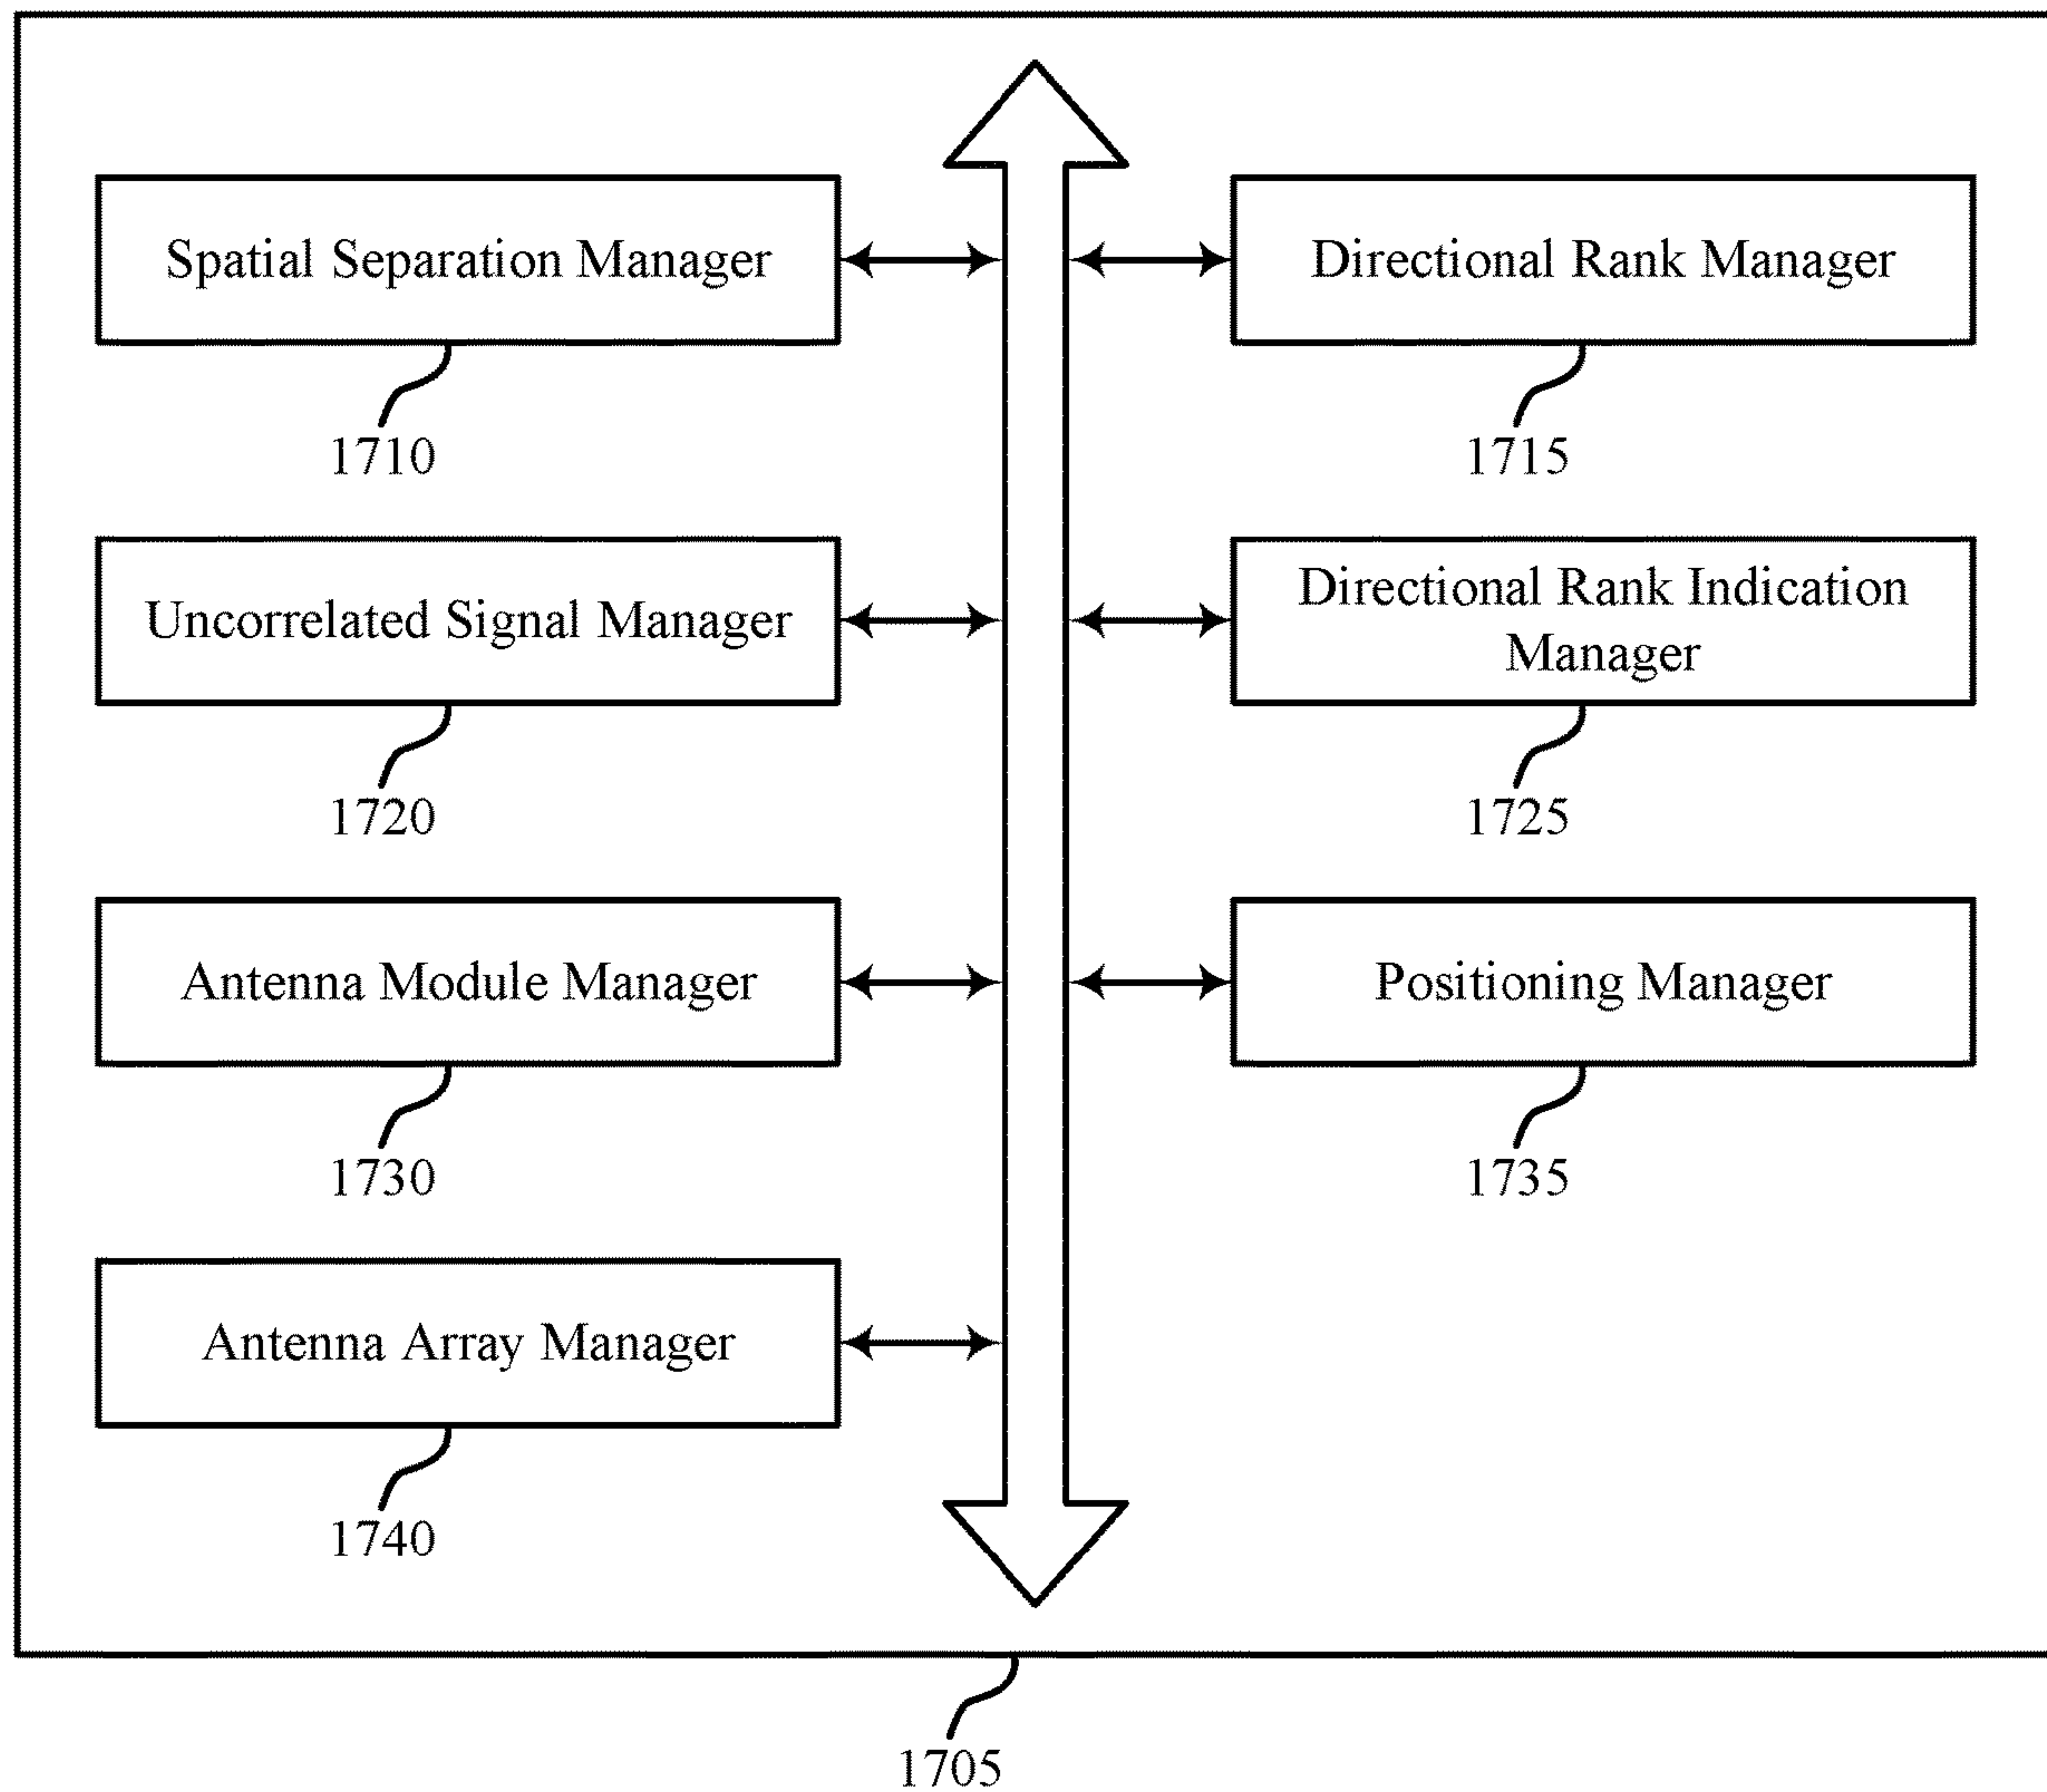 Spatial Separation Manager
Directional Rank Manager
1710
1715
Uncorrelated Signal Manager
Directional Rank Indication
Manager
1720
1725
Antenna Module Manager
Positioning Manager
1730
1735
Antenna Array Manager
1740
1705